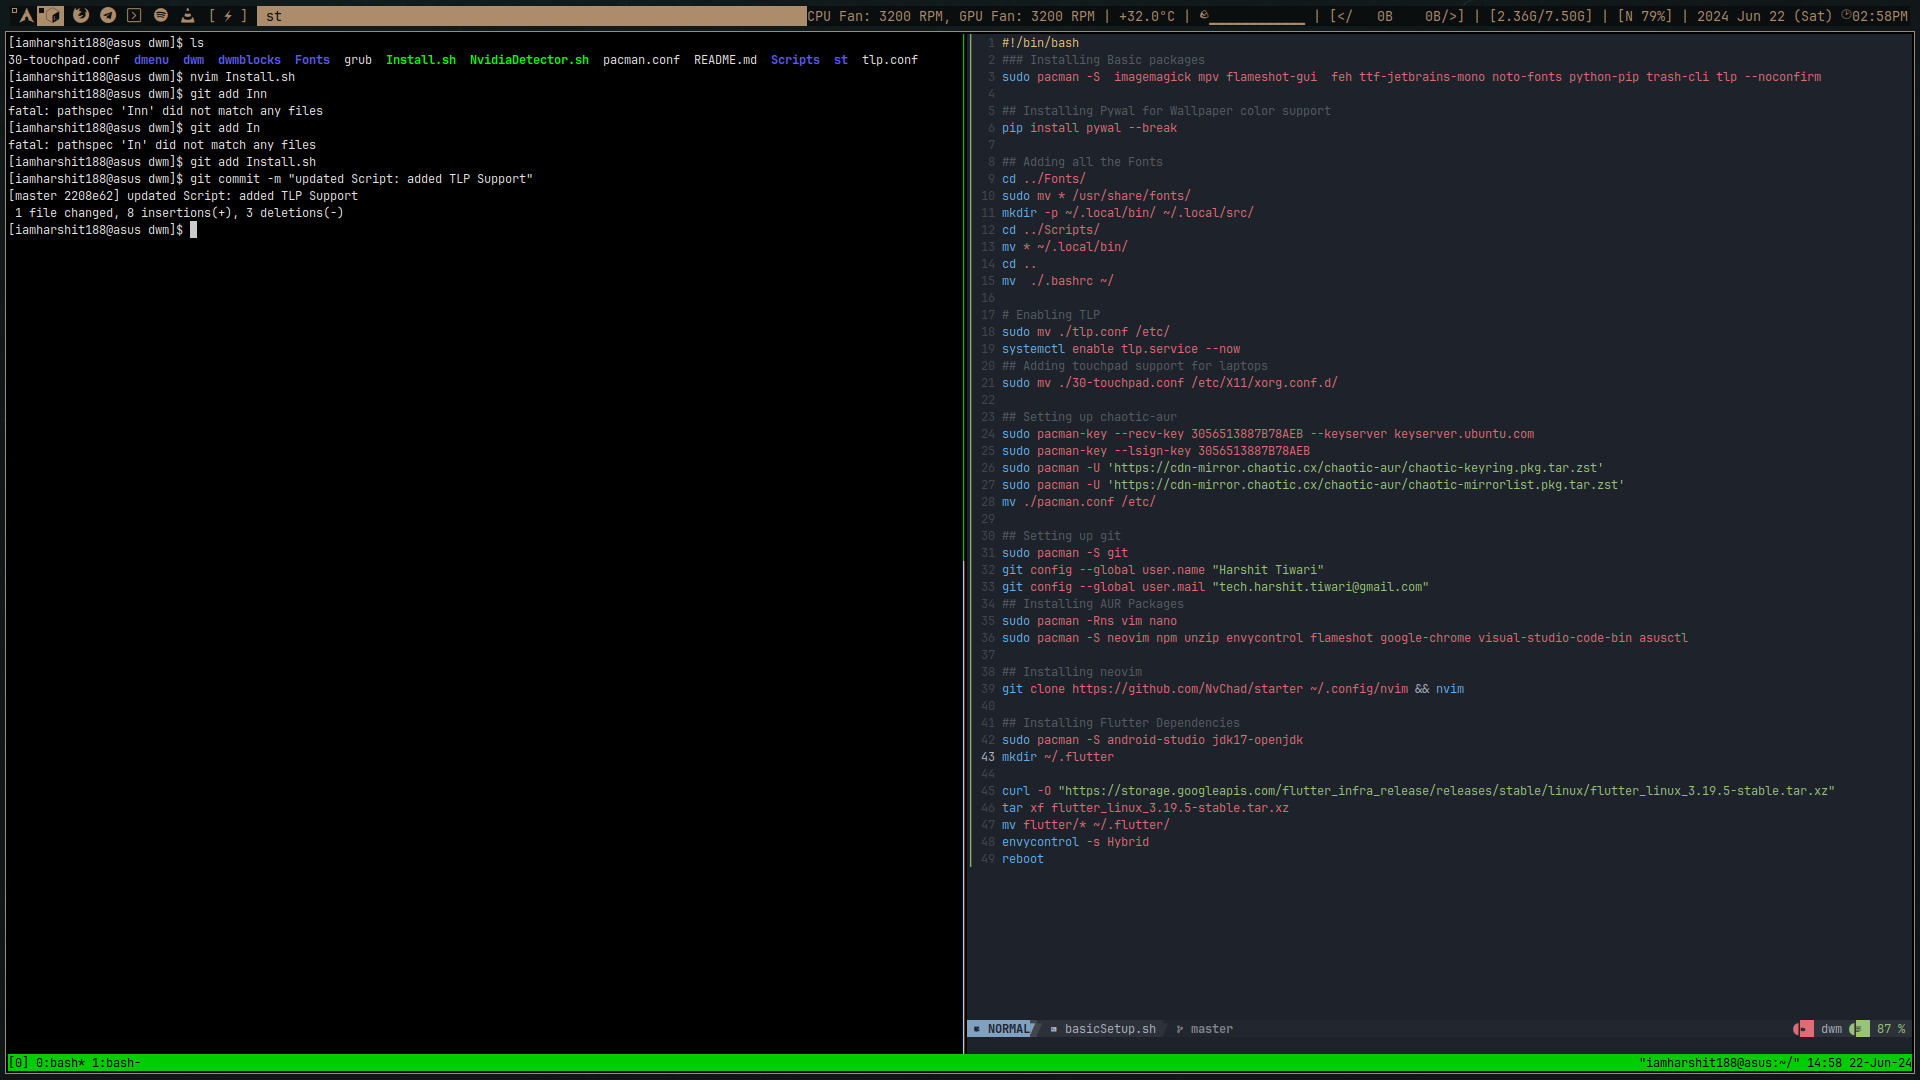 [ ⚡ ] st CPU Fan: 3200 RPM, GPU Fan: 3200 RPM | +32.0°C | ▁▁▁▁▁▁▁▁▁▁▁▁ | [</   0B    0B/>] | [2.36G/7.50G] | [N 79%] | 2024 Jun 22 (Sat) 02:58PM
[iamharshit188@asus dwm]$ ls
30-touchpad.conf  dmenu  dwm  dwmblocks  Fonts  grub  Install.sh  NvidiaDetector.sh  pacman.conf  README.md  Scripts  st  tlp.conf
[iamharshit188@asus dwm]$ nvim Install.sh
[iamharshit188@asus dwm]$ git add Inn
fatal: pathspec 'Inn' did not match any files
[iamharshit188@asus dwm]$ git add In
fatal: pathspec 'In' did not match any files
[iamharshit188@asus dwm]$ git add Install.sh
[iamharshit188@asus dwm]$ git commit -m "updated Script: added TLP Support"
[master 2208e62] updated Script: added TLP Support
 1 file changed, 8 insertions(+), 3 deletions(-)
[iamharshit188@asus dwm]$
1 #!/bin/bash
2 ### Installing Basic packages
3 sudo pacman -S  imagemagick mpv flameshot-gui  feh ttf-jetbrains-mono noto-fonts python-pip trash-cli tlp --noconfirm
4
5 ## Installing Pywal for Wallpaper color support
6 pip install pywal --break
7
8 ## Adding all the Fonts
9 cd ../Fonts/
10 sudo mv * /usr/share/fonts/
11 mkdir -p ~/.local/bin/ ~/.local/src/
12 cd ../Scripts/
13 mv * ~/.local/bin/
14 cd ..
15 mv  ./.bashrc ~/
16
17 # Enabling TLP
18 sudo mv ./tlp.conf /etc/
19 systemctl enable tlp.service --now
20 ## Adding touchpad support for laptops
21 sudo mv ./30-touchpad.conf /etc/X11/xorg.conf.d/
22
23 ## Setting up chaotic-aur
24 sudo pacman-key --recv-key 3056513887B78AEB --keyserver keyserver.ubuntu.com
25 sudo pacman-key --lsign-key 3056513887B78AEB
26 sudo pacman -U 'https://cdn-mirror.chaotic.cx/chaotic-aur/chaotic-keyring.pkg.tar.zst'
27 sudo pacman -U 'https://cdn-mirror.chaotic.cx/chaotic-aur/chaotic-mirrorlist.pkg.tar.zst'
28 mv ./pacman.conf /etc/
29
30 ## Setting up git
31 sudo pacman -S git
32 git config --global user.name "Harshit Tiwari"
33 git config --global user.mail "tech.harshit.tiwari@gmail.com"
34 ## Installing AUR Packages
35 sudo pacman -Rns vim nano
36 sudo pacman -S neovim npm unzip envycontrol flameshot google-chrome visual-studio-code-bin asusctl
37
38 ## Installing neovim
39 git clone https://github.com/NvChad/starter ~/.config/nvim && nvim
40
41 ## Installing Flutter Dependencies
42 sudo pacman -S android-studio jdk17-openjdk
43 mkdir ~/.flutter
44
45 curl -O "https://storage.googleapis.com/flutter_infra_release/releases/stable/linux/flutter_linux_3.19.5-stable.tar.xz"
46 tar xf flutter_linux_3.19.5-stable.tar.xz
47 mv flutter/* ~/.flutter/
48 envycontrol -s Hybrid
49 reboot
NORMAL basicSetup.sh master dwm 87 %
[0] 0:bash* 1:bash- "iamharshit188@asus:~/" 14:58 22-Jun-24